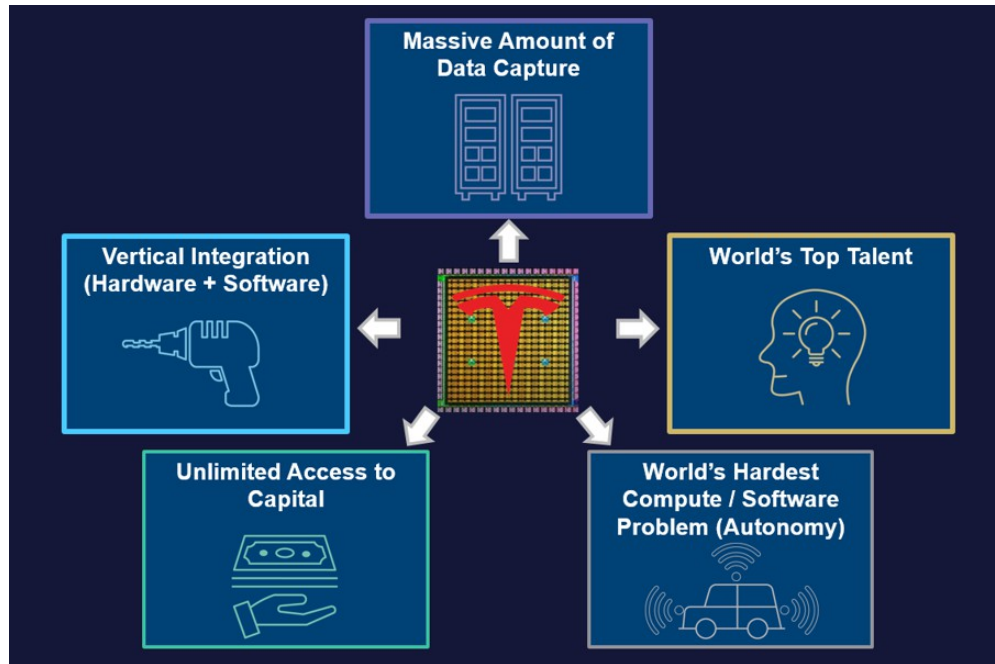 Massive Amount of
Data Capture
Vertical Integration
(Hardware + Software)
World's Top Talent
Unlimited Access to
Capital
World's Hardest
Compute / Software
Problem (Autonomy)